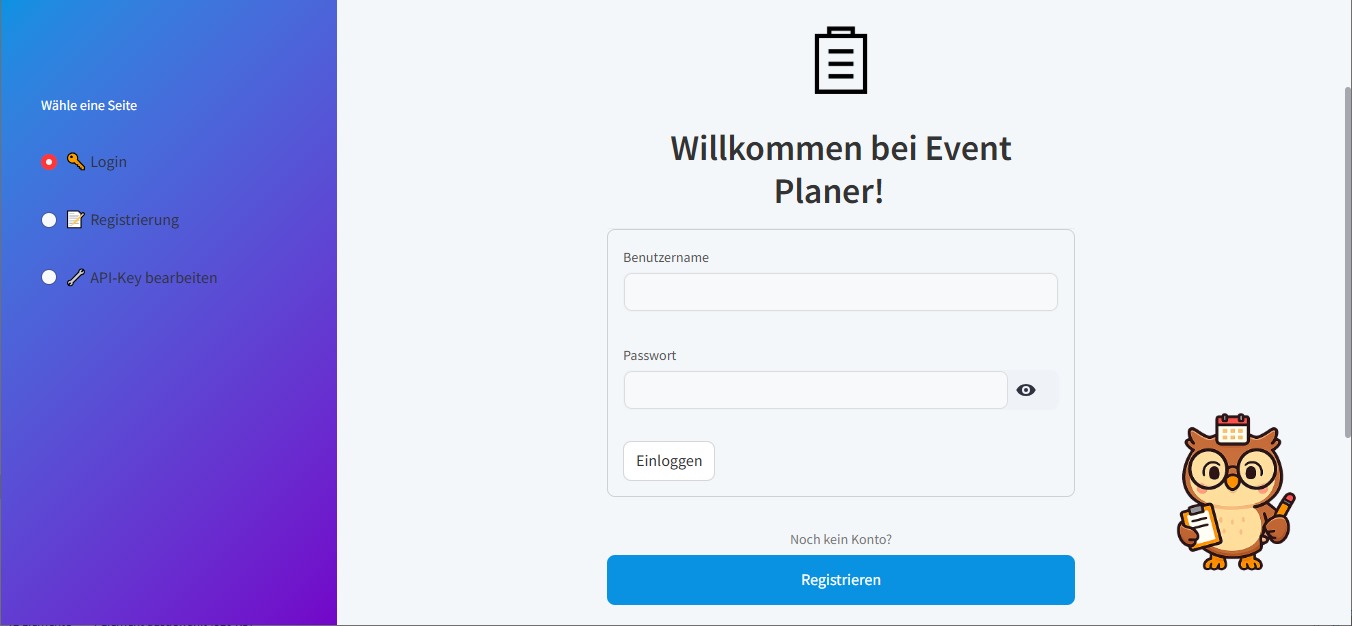 Wähle eine Seite
Login
Registrierung
API-Key bearbeiten
Willkommen bei Event
Planer!
Benutzername
Passwort
Einloggen
Noch kein Konto?
Registrieren